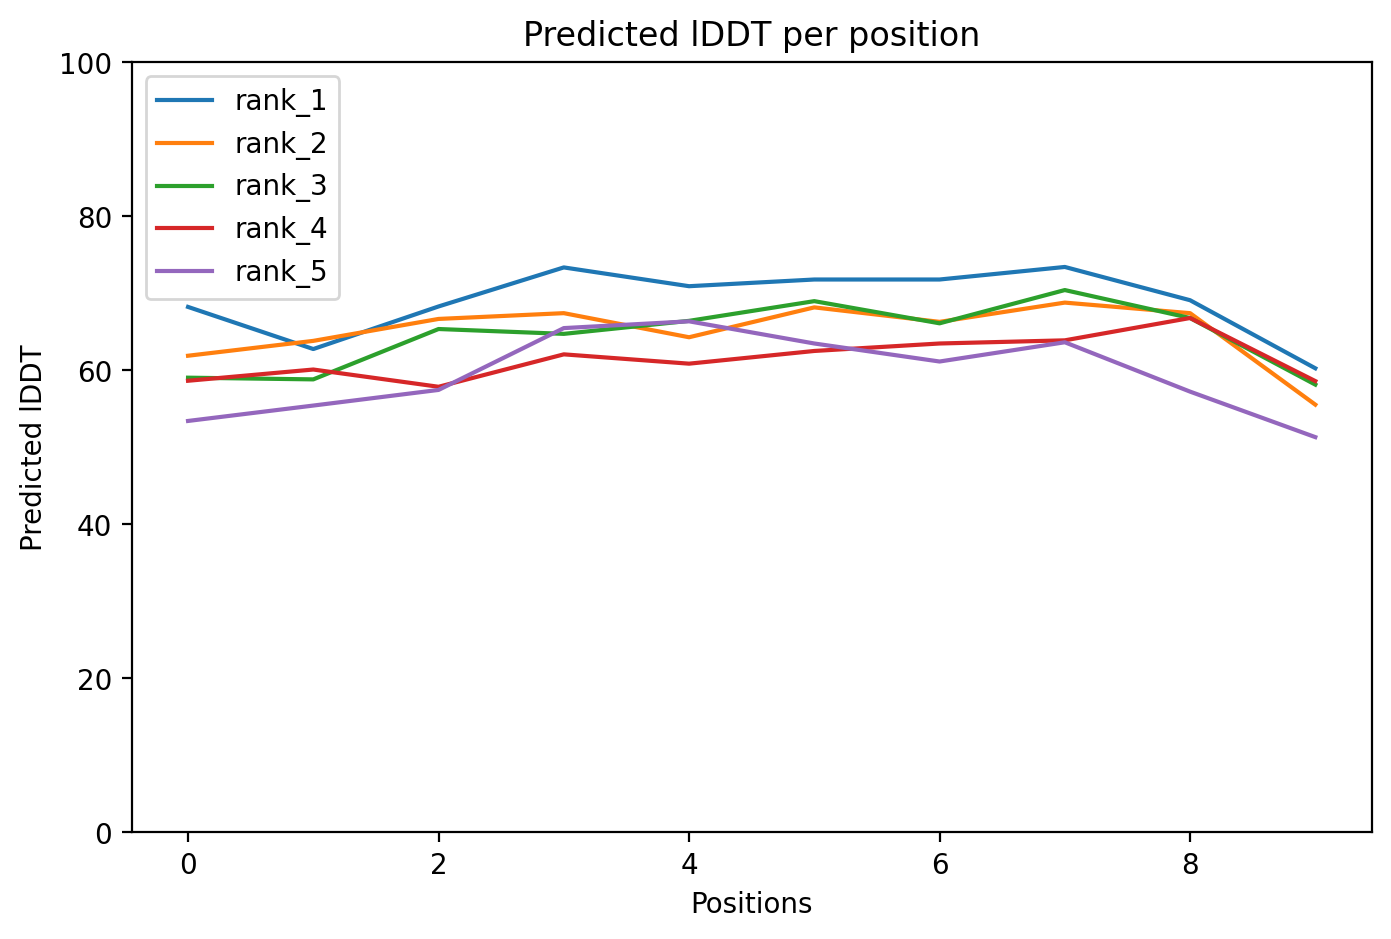 Predicted lDDT per position
100
80
60
40
20
0
Predicted lDDT
rank_1
rank_2
rank_3
rank_4
rank_5
0 2 4 6 8
Positions